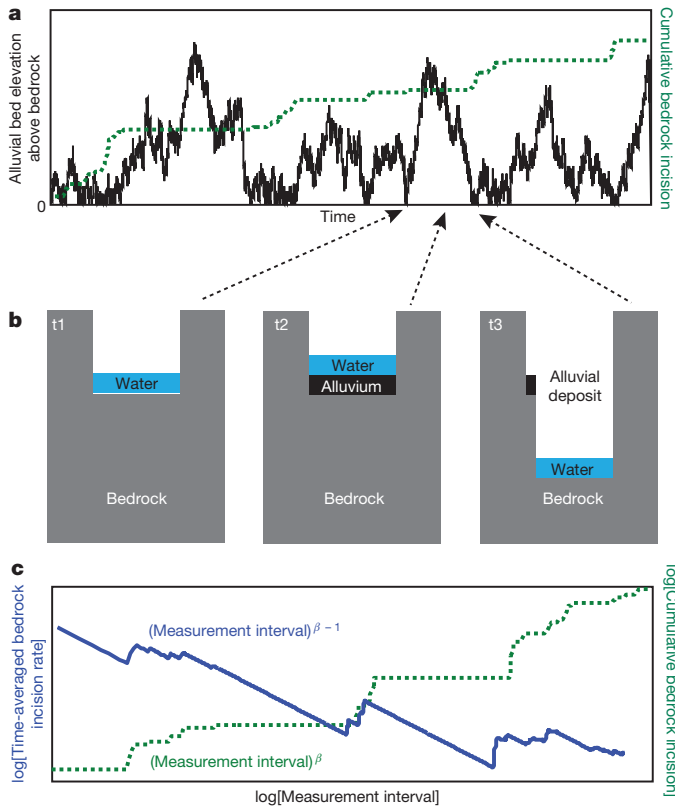 a
Alluvial bed elevation
above bedrock
0
Time
Cumulative bedrock incision
b
t1
Water
Bedrock
t2
Water
Alluvium
Bedrock
t3
Alluvial
deposit
Water
Bedrock
c
log[Time-averaged bedrock
incision rate]
(Measurement interval)^β − 1
(Measurement interval)^β
log[Measurement interval]
log[Cumulative bedrock
incision]